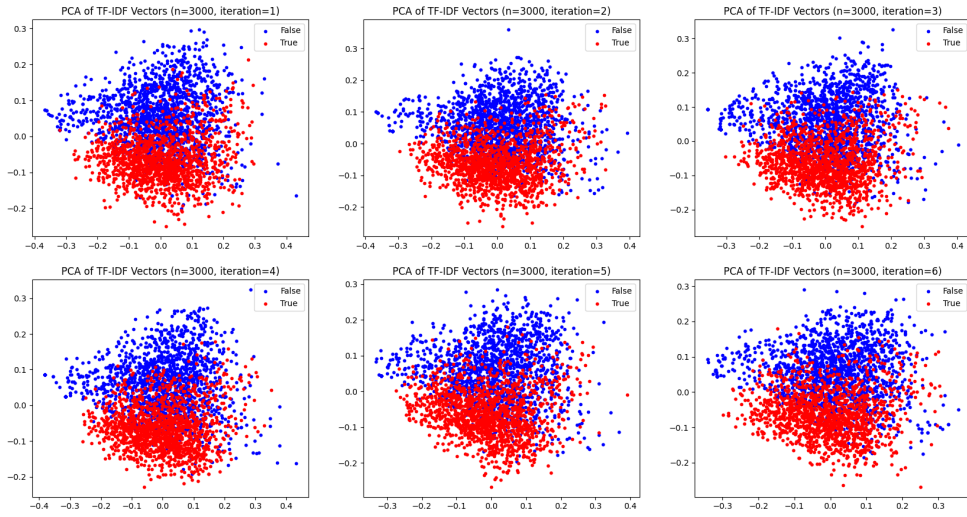 PCA of TF-IDF Vectors (n=3000, iteration=1)
False
True
0.3
0.2
0.1
0.0
−0.1
−0.2
−0.4 −0.3 −0.2 −0.1 0.0 0.1 0.2 0.3 0.4
PCA of TF-IDF Vectors (n=3000, iteration=2)
False
True
0.3
0.2
0.1
0.0
−0.1
−0.2
−0.4 −0.3 −0.2 −0.1 0.0 0.1 0.2 0.3 0.4
PCA of TF-IDF Vectors (n=3000, iteration=3)
False
True
0.3
0.2
0.1
0.0
−0.1
−0.2
−0.3 −0.2 −0.1 0.0 0.1 0.2 0.3 0.4
PCA of TF-IDF Vectors (n=3000, iteration=4)
False
True
0.3
0.2
0.1
0.0
−0.1
−0.2
−0.4 −0.3 −0.2 −0.1 0.0 0.1 0.2 0.3 0.4
PCA of TF-IDF Vectors (n=3000, iteration=5)
False
True
0.3
0.2
0.1
0.0
−0.1
−0.2
−0.3 −0.2 −0.1 0.0 0.1 0.2 0.3 0.4
PCA of TF-IDF Vectors (n=3000, iteration=6)
False
True
0.3
0.2
0.1
0.0
−0.1
−0.2
−0.3 −0.2 −0.1 0.0 0.1 0.2 0.3